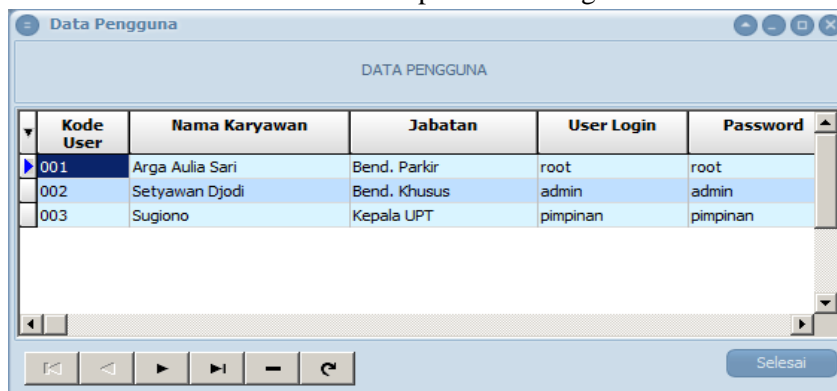 Data Pengguna
DATA PENGGUNA
Kode User Nama Karyawan Jabatan User Login Password
001 Arga Aulia Sari Bend. Parkir root root
002 Setyawan Djodi Bend. Khusus admin admin
003 Sugiono Kepala UPT pimpinan pimpinan
Selesai